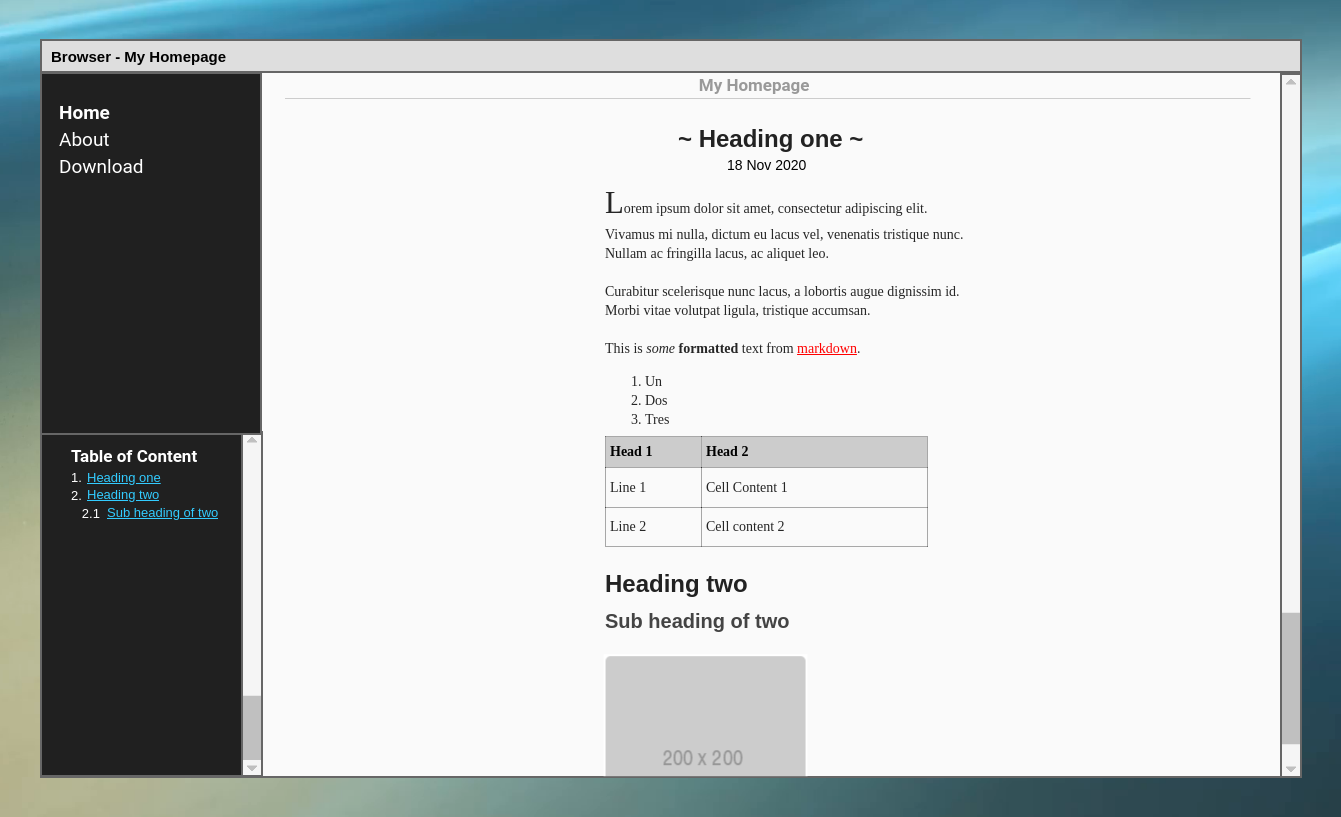 Browser - My Homepage
Home
About
Download
Table of Content
1. Heading one
2. Heading two
2.1 Sub heading of two
My Homepage
~ Heading one ~
18 Nov 2020
Lorem ipsum dolor sit amet, consectetur adipiscing elit.
Vivamus mi nulla, dictum eu lacus vel, venenatis tristique nunc.
Nullam ac fringilla lacus, ac aliquet leo.
Curabitur scelerisque nunc lacus, a lobortis augue dignissim id.
Morbi vitae volutpat ligula, tristique accumsan.
This is some formatted text from markdown.
1. Un
2. Dos
3. Tres
Head 1 Head 2
Line 1 Cell Content 1
Line 2 Cell content 2
Heading two
Sub heading of two
200 x 200